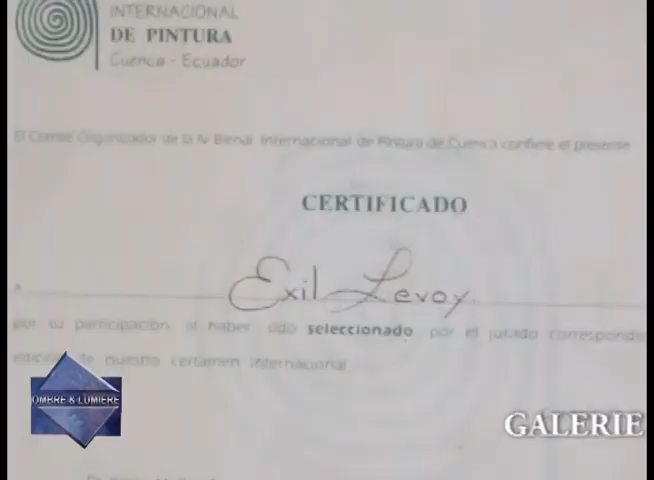 INTERNACIONAL
DE PINTURA
Cuenca - Ecuador
El Comité Organizador de la IV Bienal Internacional de Pintura de Cuenca confiere el presente
CERTIFICADO
a
Exil Levoy
por su participación al haber sido seleccionado por el jurado
de nuestro certamen internacional
OMBRE & LUMIERE
GALERIE